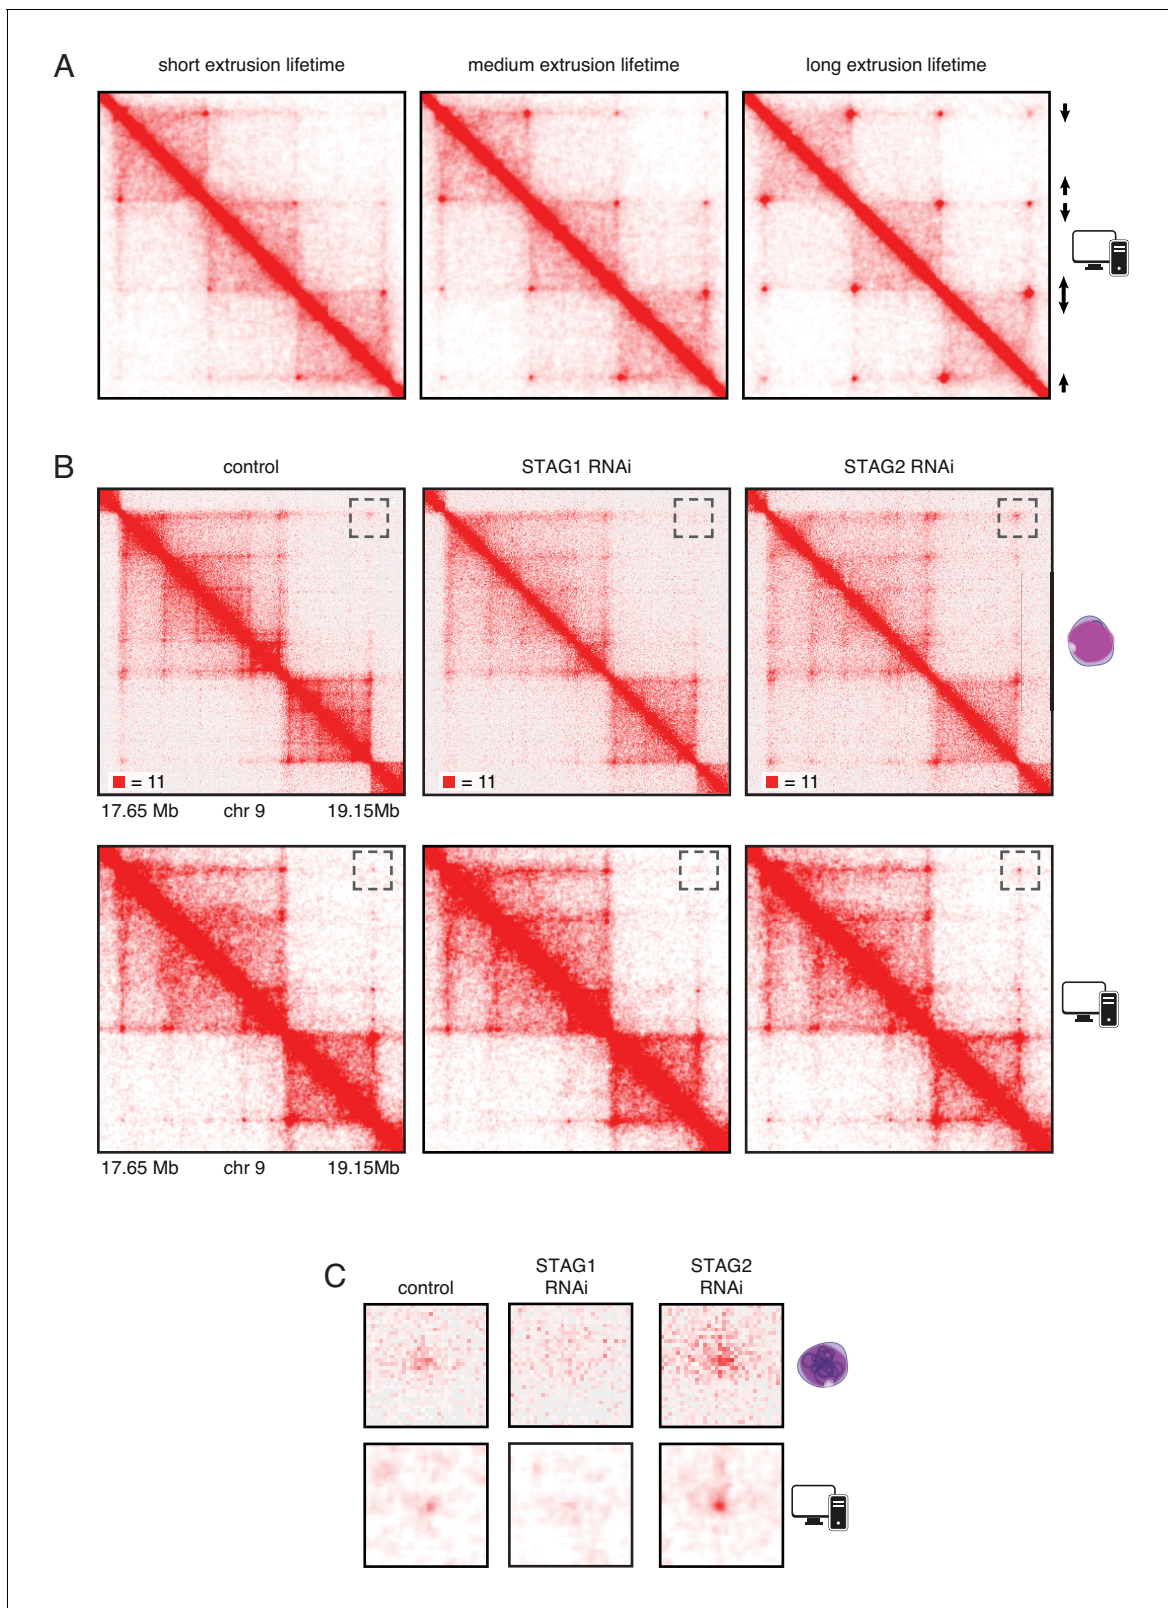 A
short extrusion lifetime
medium extrusion lifetime
long extrusion lifetime
B
control
STAG1 RNAi
STAG2 RNAi
= 11
= 11
= 11
17.65 Mb
chr 9
19.15Mb
17.65 Mb
chr 9
19.15Mb
C
control
STAG1
RNAi
STAG2
RNAi